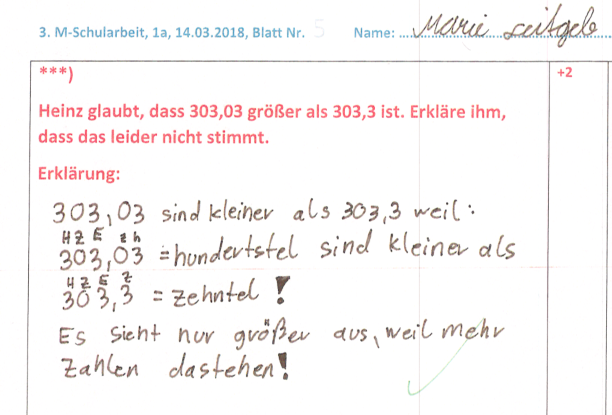 3. M-Schularbeit, 1a, 14.03.2018, Blatt Nr. 5 Name: Marie Leitgeb
***) +2
Heinz glaubt, dass 303,03 größer als 303,3 ist. Erkläre ihm,
dass das leider nicht stimmt.
Erklärung:
303,03 sind kleiner als 303,3 weil:
H Z E z h
303,03 = hundertstel sind kleiner als
H Z E z
303,3 = Zehntel !
Es sieht nur größer aus, weil mehr
Zahlen dastehen!